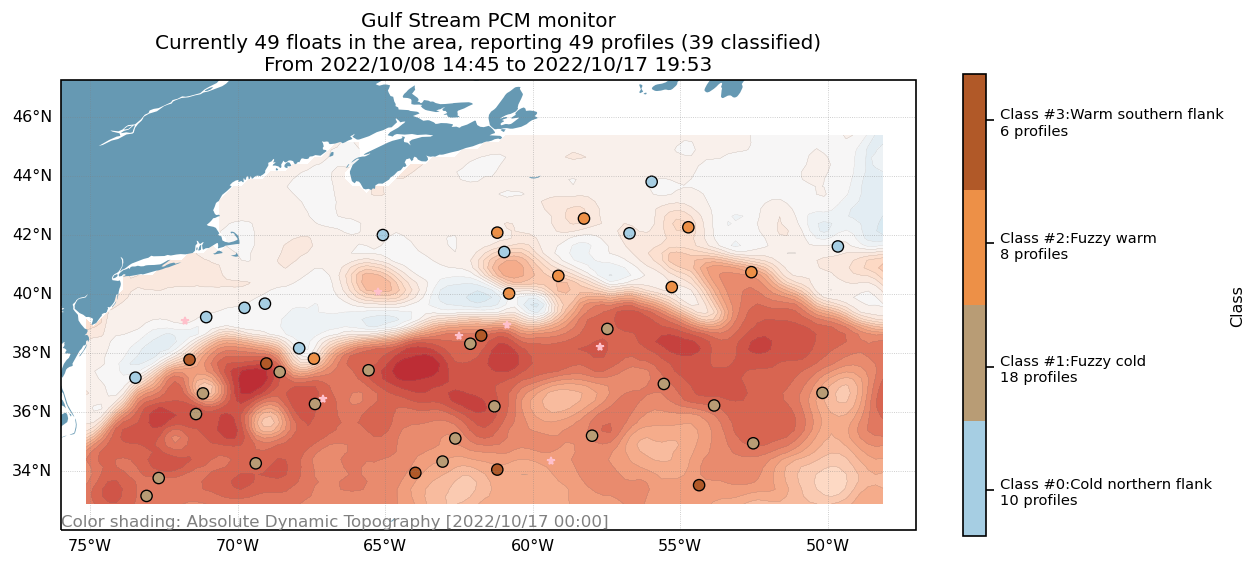 Gulf Stream PCM monitor
Currently 49 floats in the area, reporting 49 profiles (39 classified)
From 2022/10/08 14:45 to 2022/10/17 19:53
46°N
44°N
42°N
40°N
38°N
36°N
34°N
Color shading: Absolute Dynamic Topography [2022/10/17 00:00]
75°W
70°W
65°W
60°W
55°W
50°W
Class #3:Warm southern flank
6 profiles
Class #2:Fuzzy warm
8 profiles
Class #1:Fuzzy cold
18 profiles
Class #0:Cold northern flank
10 profiles
Class